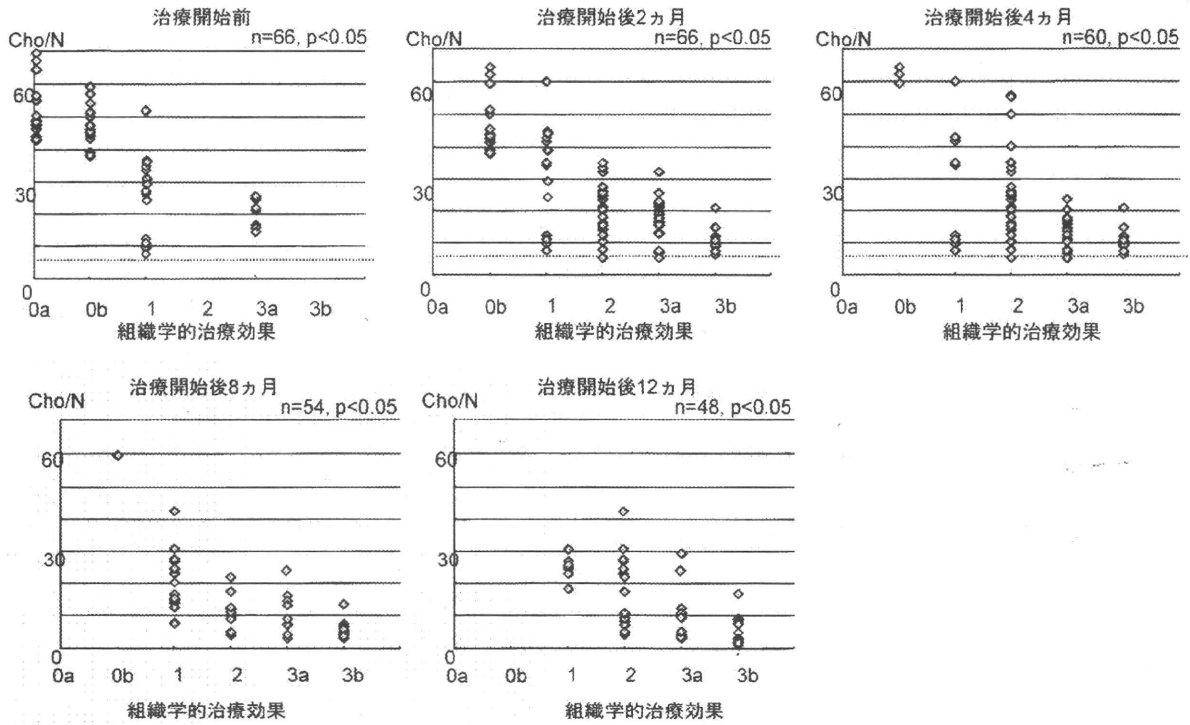 治療開始前
Cho/N
n=66, p<0.05
60
30
0
0a 0b 1 2 3a 3b
組織学的治療効果
治療開始後2ヵ月
Cho/N
n=66, p<0.05
60
30
0
0a 0b 1 2 3a 3b
組織学的治療効果
治療開始後4ヵ月
Cho/N
n=60, p<0.05
60
30
0
0a 0b 1 2 3a 3b
組織学的治療効果
治療開始後8ヵ月
Cho/N
n=54, p<0.05
60
30
0
0a 0b 1 2 3a 3b
組織学的治療効果
治療開始後12ヵ月
Cho/N
n=48, p<0.05
60
30
0
0a 0b 1 2 3a 3b
組織学的治療効果